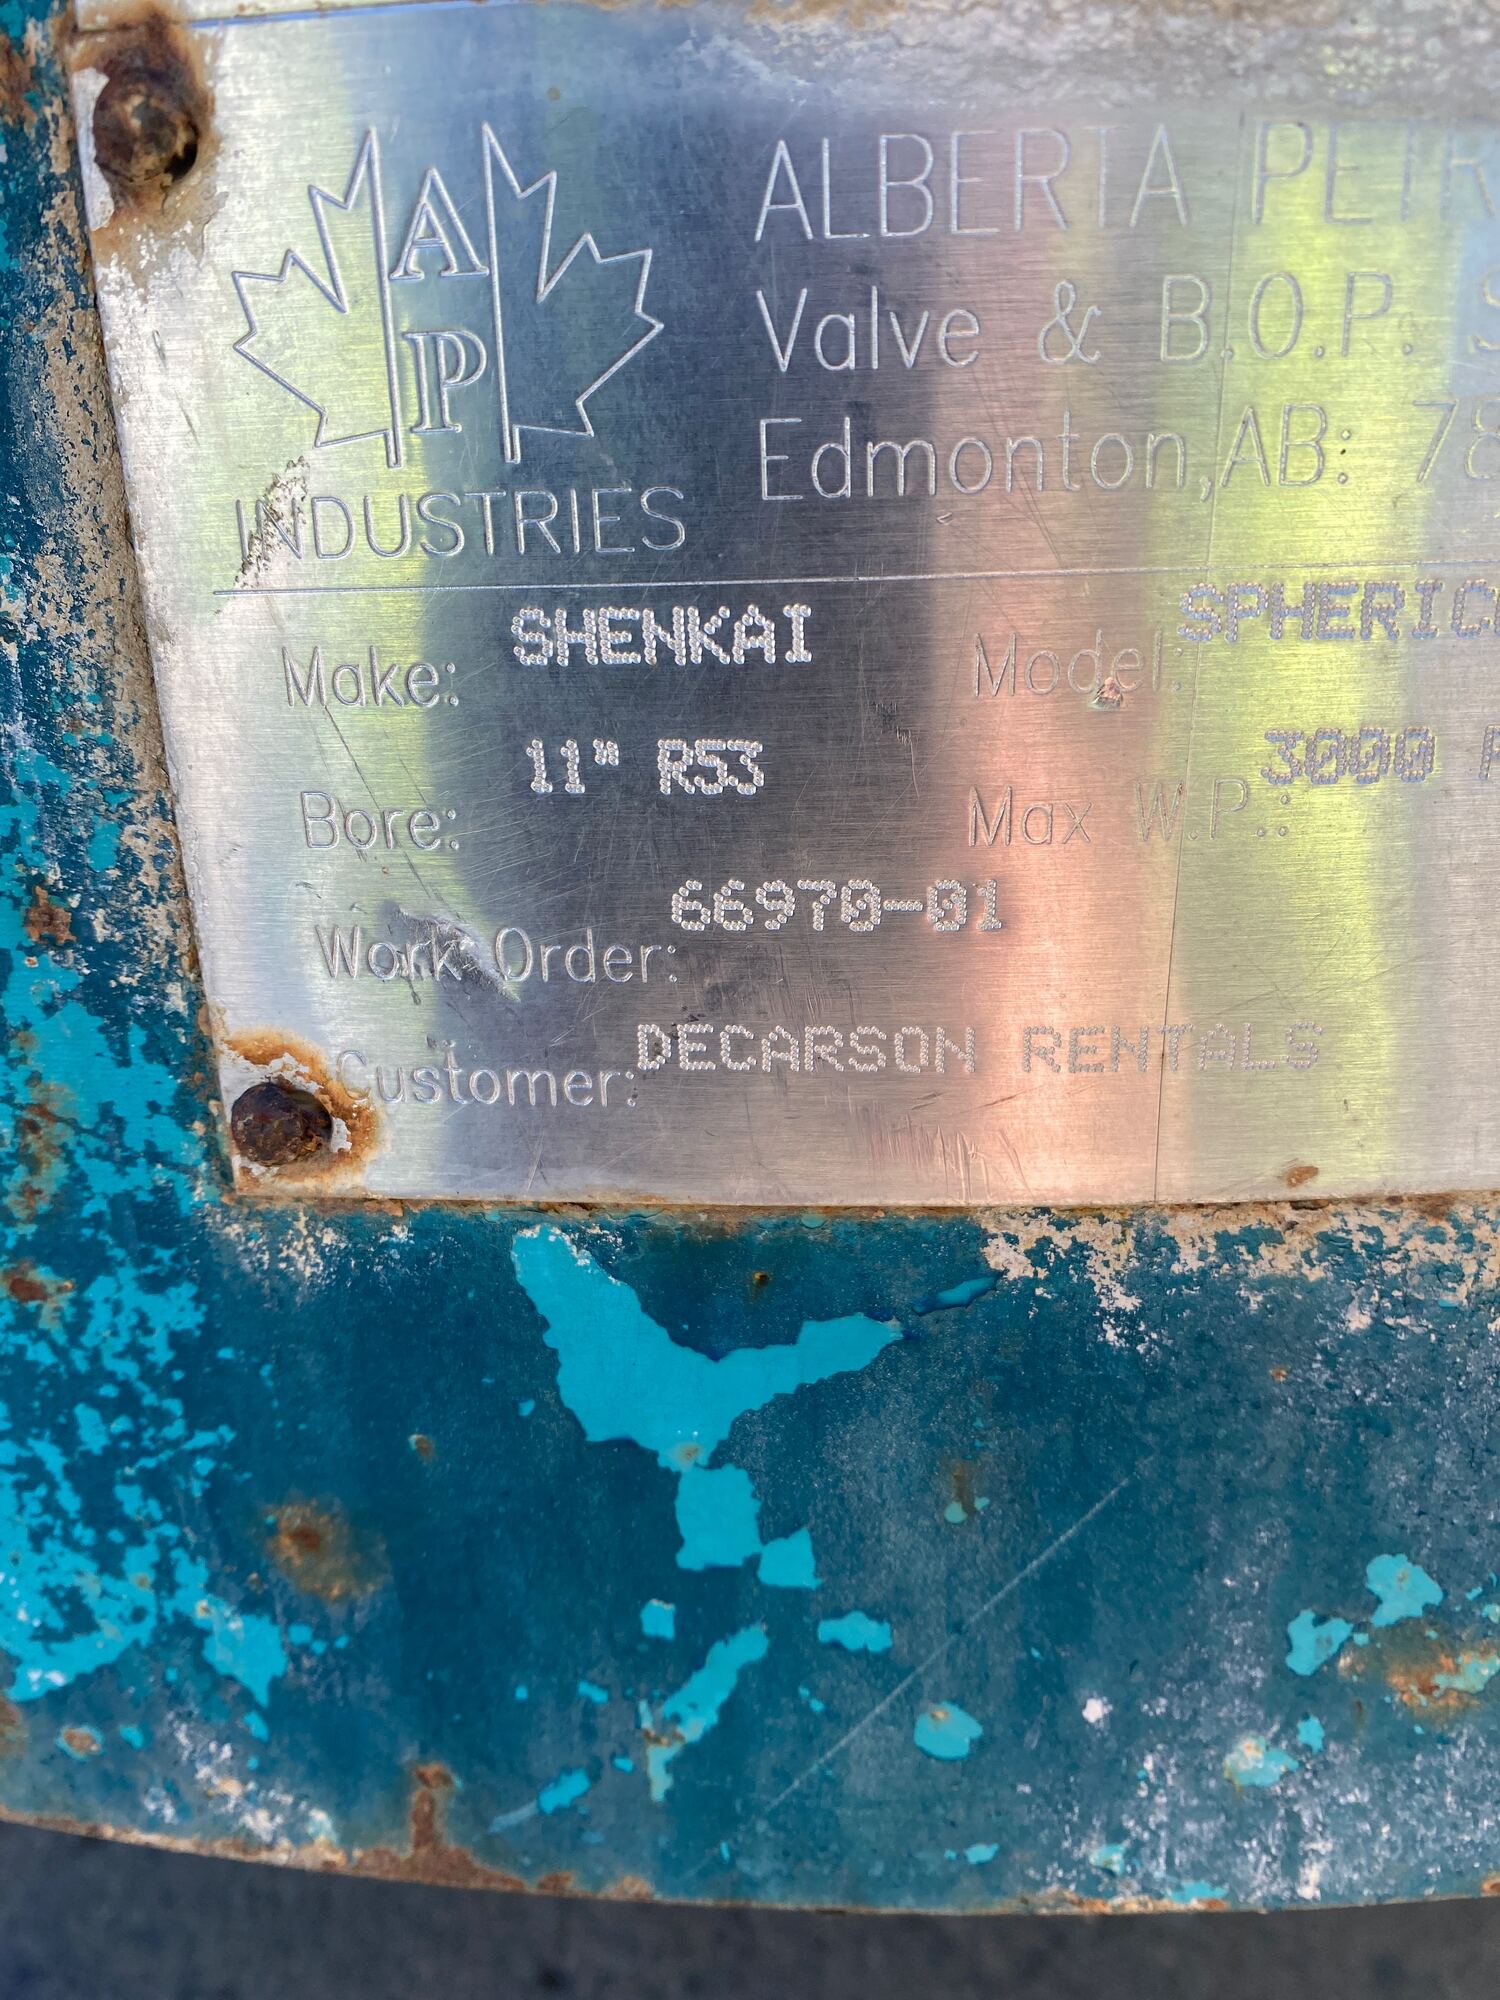 AP
INDUSTRIES
ALBERTA PETR
Valve & B.O.P. S
Edmonton, AB: 78
Make: SHENKAI
Model: SPHERIC
Bore: 11" R53
Max W.P.: 3000 P
Work Order: 66970-01
Customer: DECARSON RENTALS